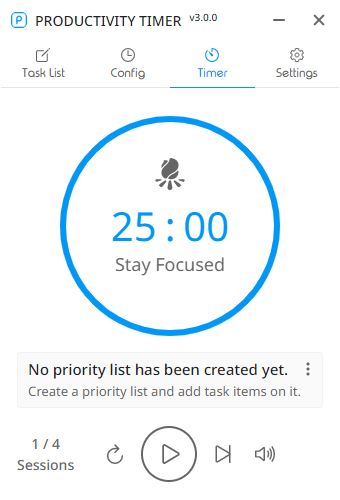 PRODUCTIVITY TIMER v3.0.0
Task List Config Timer Settings
25 : 00
Stay Focused
No priority list has been created yet.
Create a priority list and add task items on it.
1 / 4
Sessions